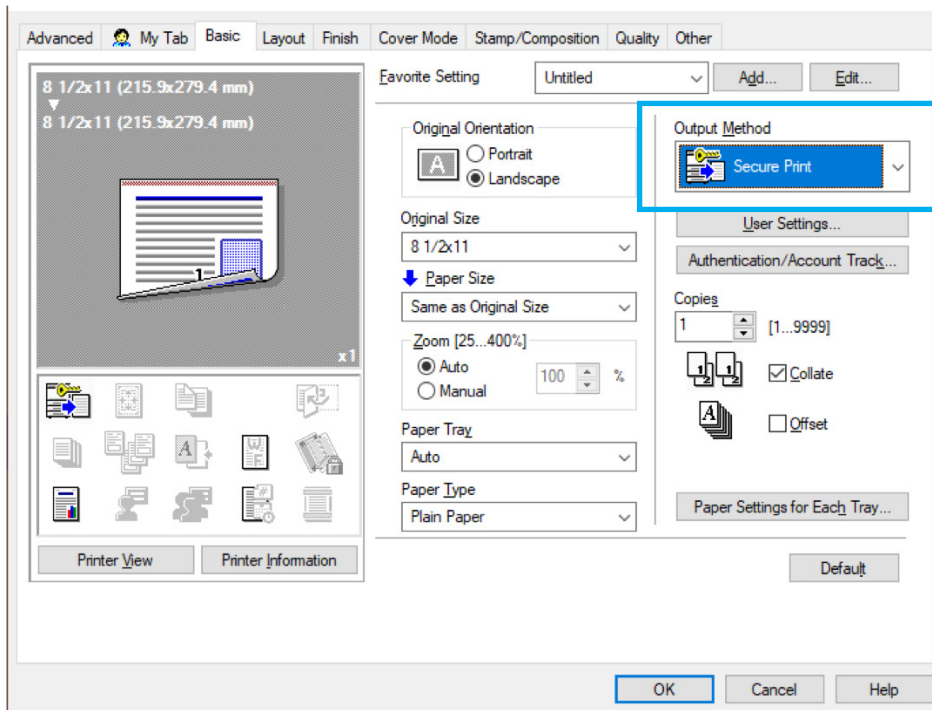 Advanced My Tab Basic Layout Finish Cover Mode Stamp/Composition Quality Other
8 1/2x11 (215.9x279.4 mm)
8 1/2x11 (215.9x279.4 mm)
1
x1
Printer View Printer Information
Favorite Setting Untitled Add... Edit...
Original Orientation
A Portrait
Landscape
Original Size
8 1/2x11
Paper Size
Same as Original Size
Zoom [25...400%]
Auto
Manual
100 %
Paper Tray
Auto
Paper Type
Plain Paper
Output Method
Secure Print
User Settings...
Authentication/Account Track...
Copies
1 [1...9999]
1 2 1 2 Collate
A Offset
Paper Settings for Each Tray...
Default
OK Cancel Help